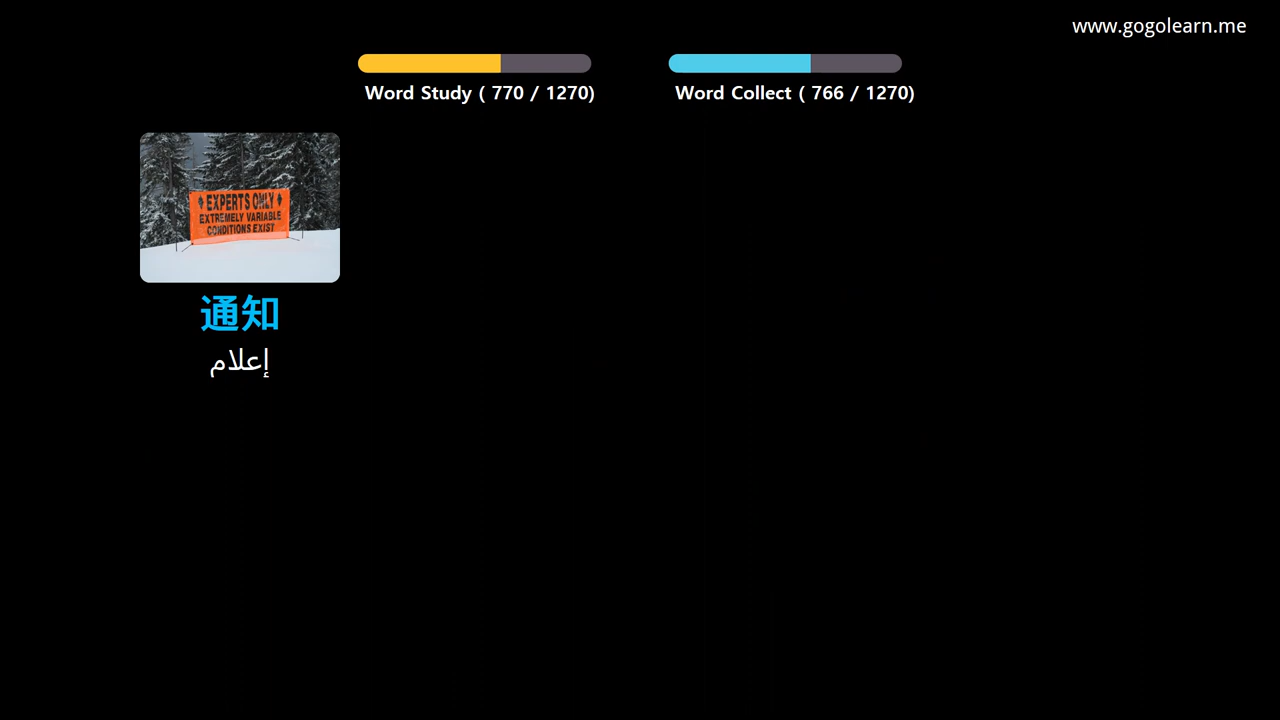 www.gogolearn.me
Word Study ( 770 / 1270)
Word Collect ( 766 / 1270)
EXPERTS ONLY
EXTREMELY VARIABLE
CONDITIONS EXIST
通知
إعلام